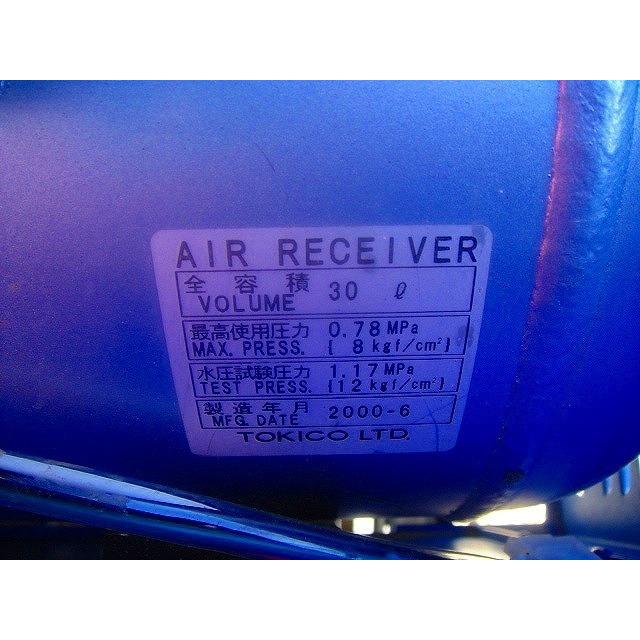 AIR RECEIVER
全容積 30 ℓ
VOLUME
最高使用圧力 0.78 MPa
MAX. PRESS. { 8 kgf/cm²}
水圧試験圧力 1.17 MPa
TEST PRESS. {12 kgf/cm²}
製造年月 2000-6
MFG. DATE
TOKICO LTD.